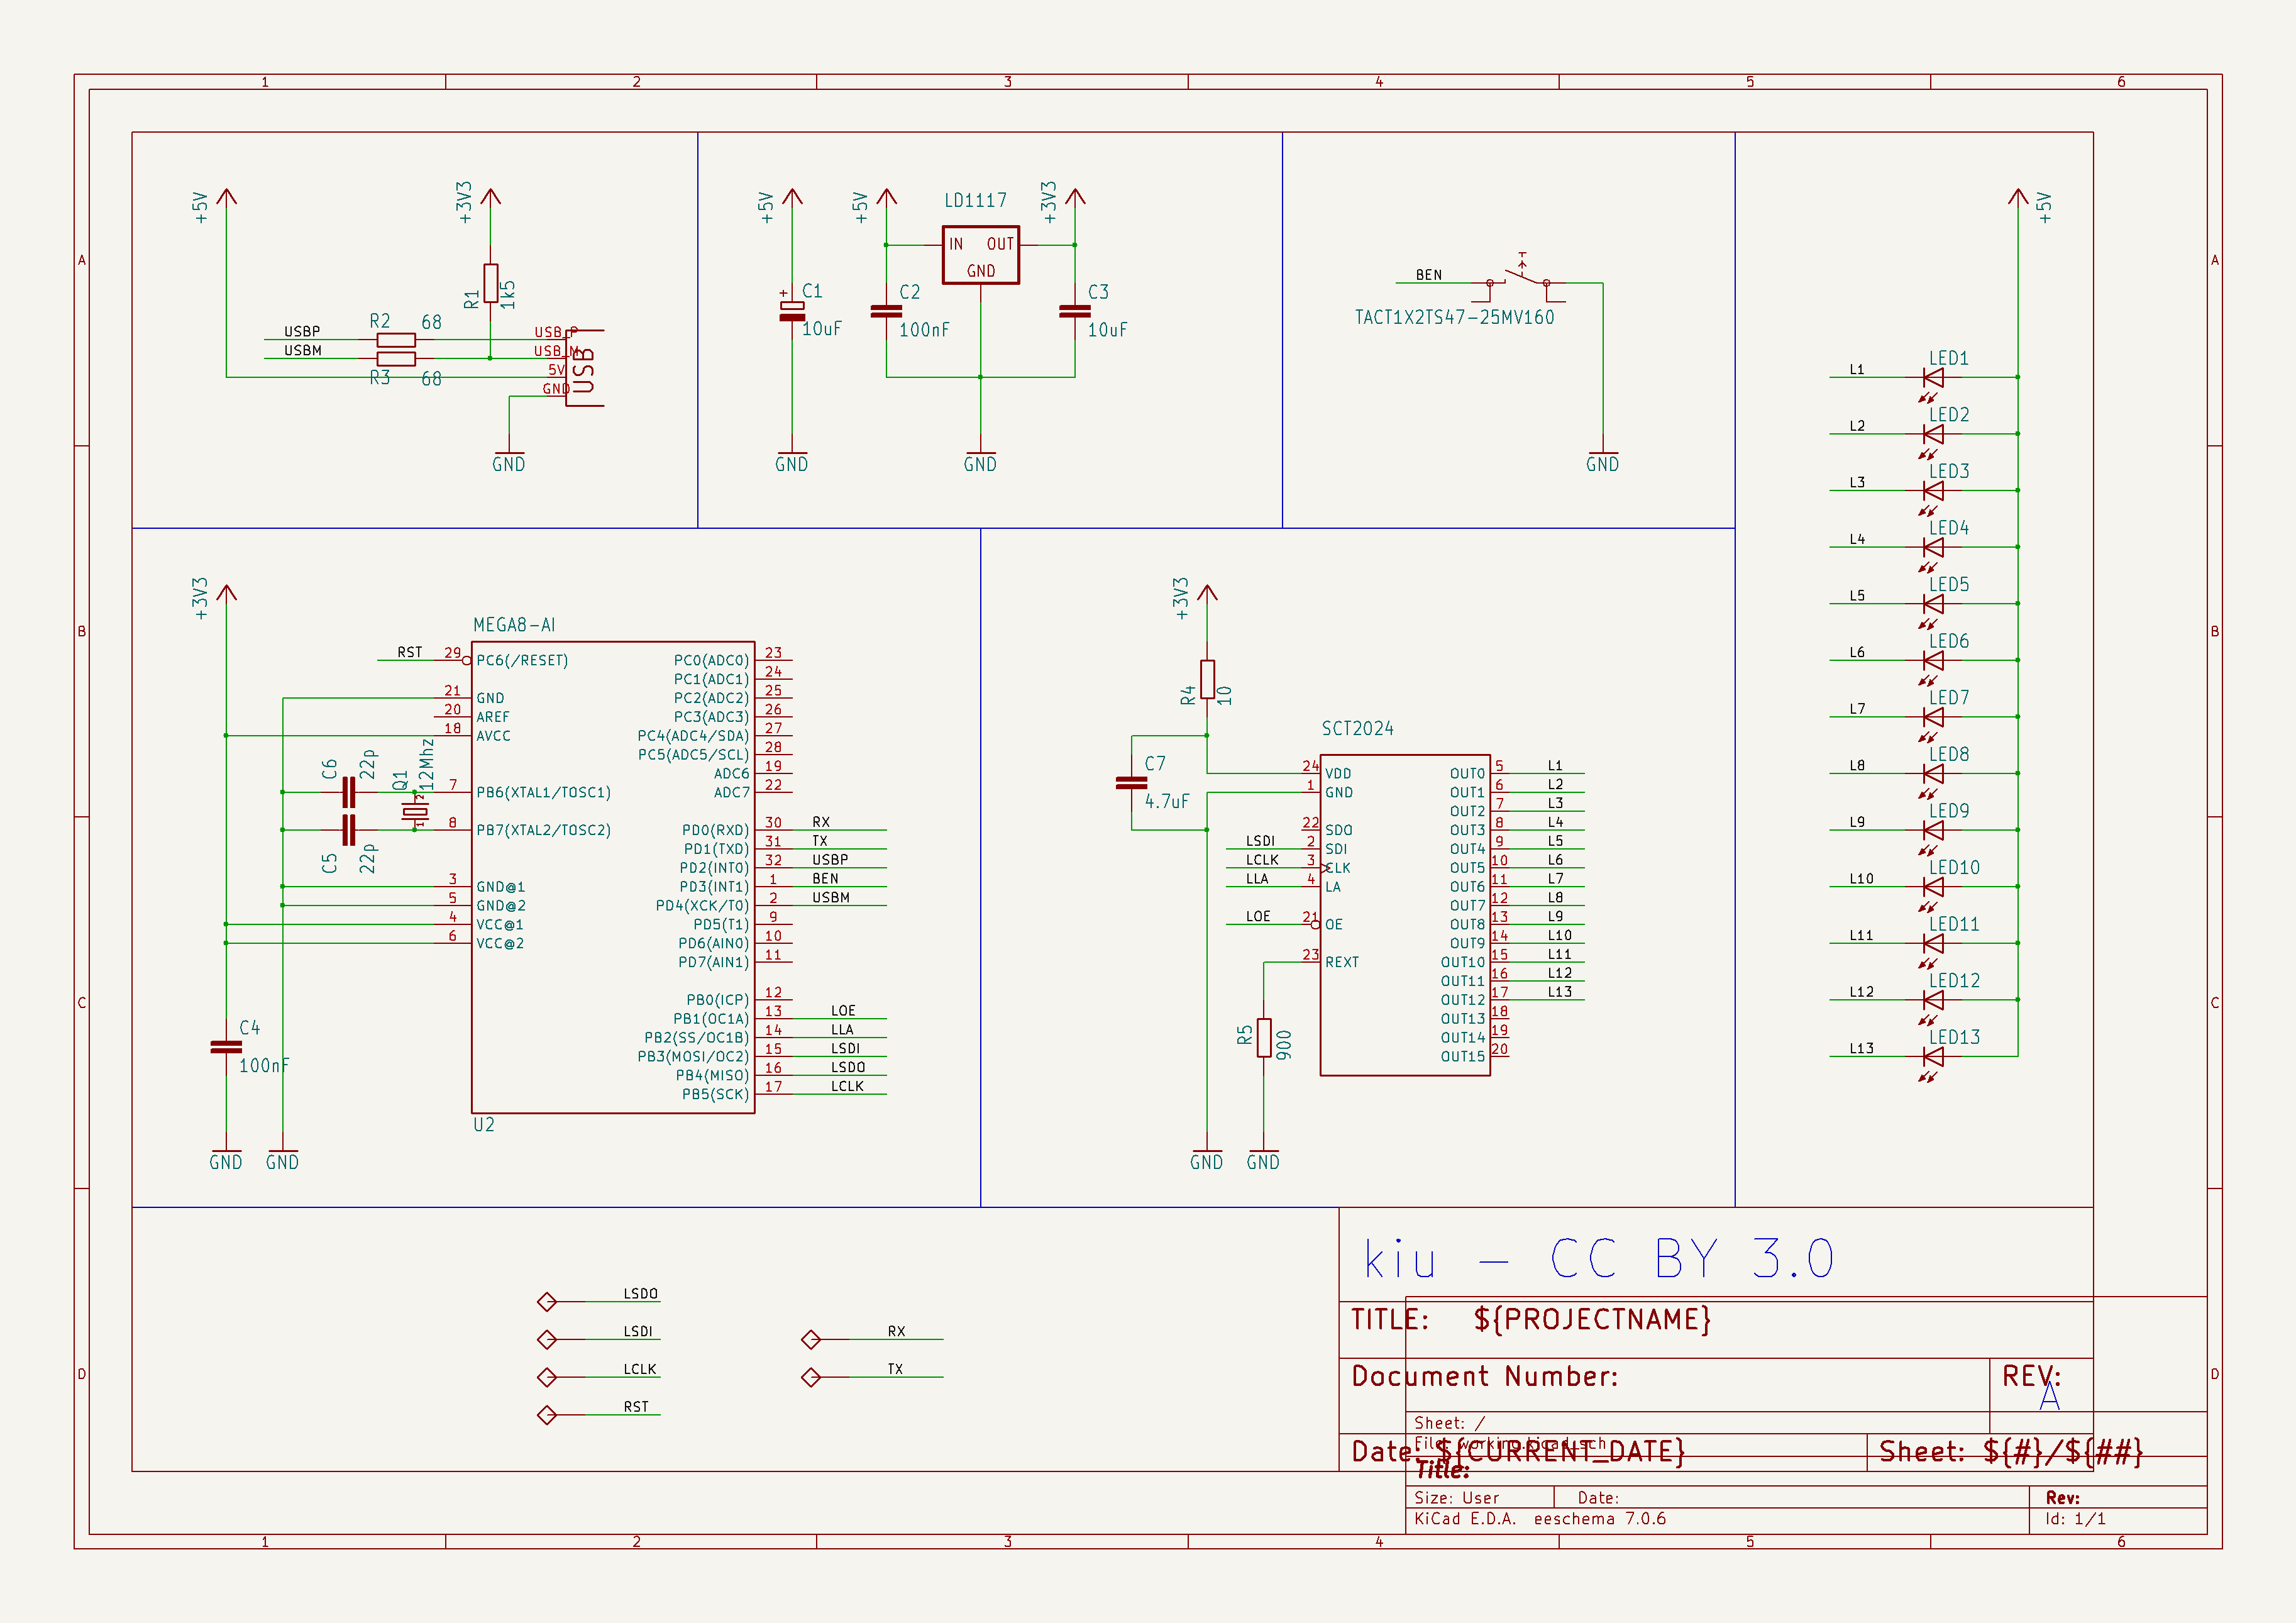 1 2 3 4 5 6
A
B
C
D
+5V
+3V3
R1
1k5
USBP
R2
68
USBM
R3
68
USB_P
USB_M
5V
GND
USB
GND
+5V
+5V
LD1117
+3V3
IN OUT
GND
C1
10uF
C2
100nF
C3
10uF
GND
GND
BEN
TACT1X2TS47-25MV160
GND
+5V
L1 LED1
L2 LED2
L3 LED3
L4 LED4
L5 LED5
L6 LED6
L7 LED7
L8 LED8
L9 LED9
L10 LED10
L11 LED11
L12 LED12
L13 LED13
+3V3
MEGA8-AI
RST 29 PC6(/RESET)
21 GND
20 AREF
18 AVCC
C6
22p
Q1
12Mhz
2
1
7 PB6(XTAL1/TOSC1)
8 PB7(XTAL2/TOSC2)
C5
22p
3 GND@1
5 GND@2
4 VCC@1
6 VCC@2
PC0(ADC0) 23
PC1(ADC1) 24
PC2(ADC2) 25
PC3(ADC3) 26
PC4(ADC4/SDA) 27
PC5(ADC5/SCL) 28
ADC6 19
ADC7 22
PD0(RXD) 30 RX
PD1(TXD) 31 TX
PD2(INT0) 32 USBP
PD3(INT1) 1 BEN
PD4(XCK/T0) 2 USBM
PD5(T1) 9
PD6(AIN0) 10
PD7(AIN1) 11
PB0(ICP) 12
PB1(OC1A) 13 LOE
PB2(SS/OC1B) 14 LLA
PB3(MOSI/OC2) 15 LSDI
PB4(MISO) 16 LSDO
PB5(SCK) 17 LCLK
U2
C4
100nF
GND
GND
+3V3
R4
10
C7
4.7uF
SCT2024
24 VDD
1 GND
22 SDO
LSDI 2 SDI
LCLK 3 CLK
LLA 4 LA
LOE 21 OE
23 REXT
OUT0 5 L1
OUT1 6 L2
OUT2 7 L3
OUT3 8 L4
OUT4 9 L5
OUT5 10 L6
OUT6 11 L7
OUT7 12 L8
OUT8 13 L9
OUT9 14 L10
OUT10 15 L11
OUT11 16 L12
OUT12 17 L13
OUT13 18
OUT14 19
OUT15 20
R5
900
GND
GND
LSDO
LSDI
LCLK
RST
RX
TX
kiu - CC BY 3.0
TITLE: ${PROJECTNAME}
Document Number:
REV:
A
Sheet: /
File: working.kicad_sch
Date: ${CURRENT_DATE}
Sheet: ${#}/${##}
Title:
Size: User Date: Rev:
KiCad E.D.A. eeschema 7.0.6 Id: 1/1
A
B
C
D
1 2 3 4 5 6